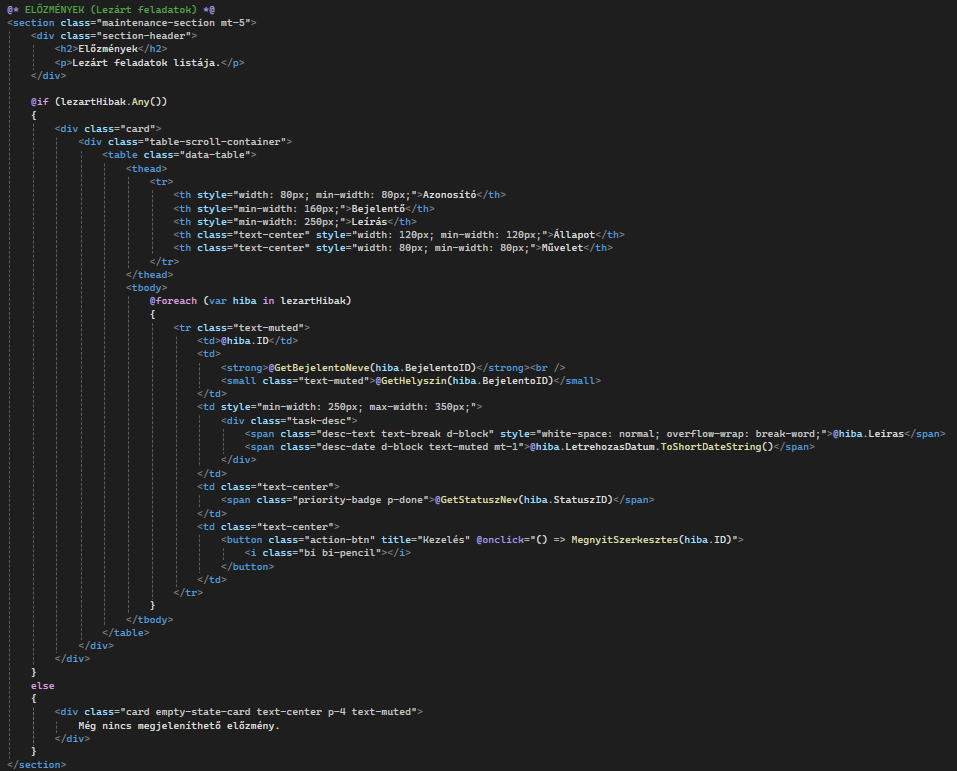 @* ELŐZMÉNYEK (Lezárt feladatok) *@
<section class="maintenance-section mt-5">
    <div class="section-header">
        <h2>Előzmények</h2>
        <p>Lezárt feladatok listája.</p>
    </div>

    @if (lezartHibak.Any())
    {
        <div class="card">
            <div class="table-scroll-container">
                <table class="data-table">
                    <thead>
                        <tr>
                            <th style="width: 80px; min-width: 80px;">Azonosító</th>
                            <th style="min-width: 160px;">Bejelentő</th>
                            <th style="min-width: 250px;">Leírás</th>
                            <th class="text-center" style="width: 120px; min-width: 120px;">Állapot</th>
                            <th class="text-center" style="width: 80px; min-width: 80px;">Művelet</th>
                        </tr>
                    </thead>
                    <tbody>
                        @foreach (var hiba in lezartHibak)
                        {
                            <tr class="text-muted">
                                <td>@hiba.ID</td>
                                <td>
                                    <strong>@GetBejelentoNeve(hiba.BejelentoID)</strong><br />
                                    <small class="text-muted">@GetHelyszin(hiba.BejelentoID)</small>
                                </td>
                                <td style="min-width: 250px; max-width: 350px;">
                                    <div class="task-desc">
                                        <span class="desc-text text-break d-block" style="white-space: normal; overflow-wrap: break-word;">@hiba.Leiras</span>
                                        <span class="desc-date d-block text-muted mt-1">@hiba.LetrehozasDatum.ToShortDateString()</span>
                                    </div>
                                </td>
                                <td class="text-center">
                                    <span class="priority-badge p-done">@GetStatuszNev(hiba.StatuszID)</span>
                                </td>
                                <td class="text-center">
                                    <button class="action-btn" title="Kezelés" @onclick="() => MegnyitSzerkesztes(hiba.ID)">
                                        <i class="bi bi-pencil"></i>
                                    </button>
                                </td>
                            </tr>
                        }
                    </tbody>
                </table>
            </div>
        </div>
    }
    else
    {
        <div class="card empty-state-card text-center p-4 text-muted">
            Még nincs megjeleníthető előzmény.
        </div>
    }
</section>